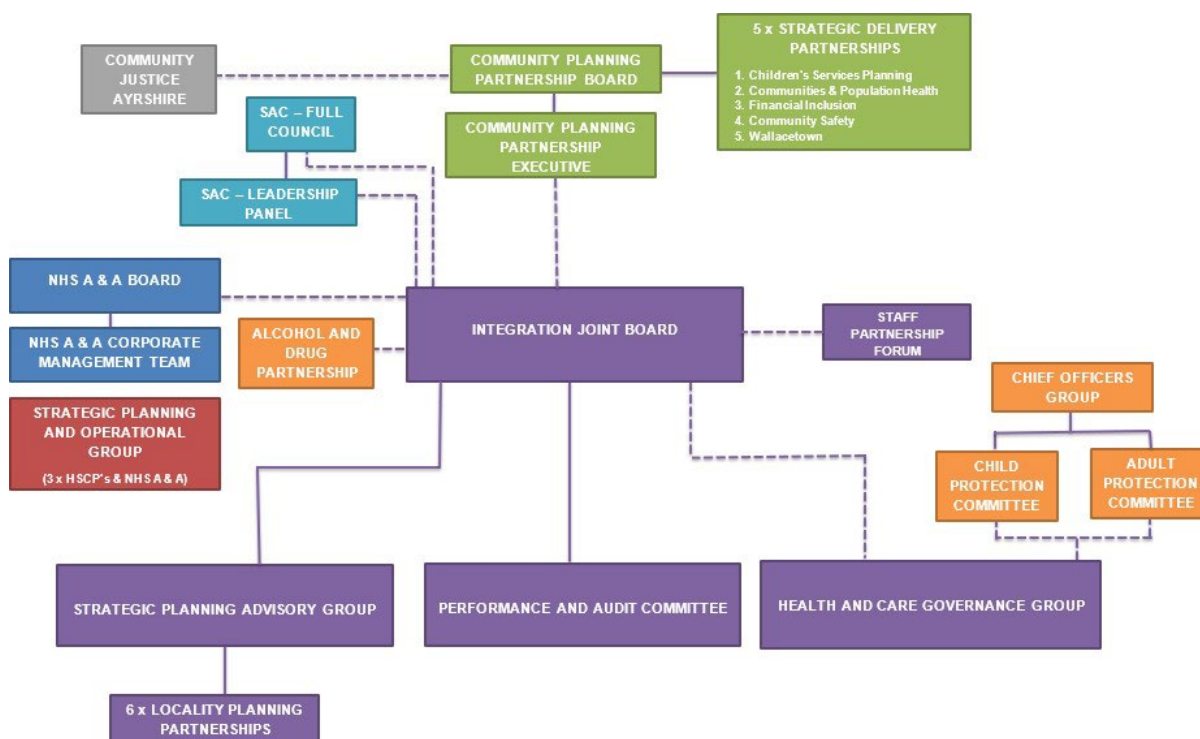 5 x STRATEGIC DELIVERY
PARTNERSHIPS
1. Children's Services Planning
2. Communities & Population Health
3. Financial Inclusion
4. Community Safety
5. Wallacetown
COMMUNITY
JUSTICE
AYRSHIRE
COMMUNITY PLANNING
PARTNERSHIP BOARD
SAC – FULL
COUNCIL
COMMUNITY PLANNING
PARTNERSHIP
EXECUTIVE
SAC – LEADERSHIP
PANEL
NHS A & A BOARD
NHS A & A CORPORATE
MANAGEMENT TEAM
ALCOHOL AND
DRUG
PARTNERSHIP
INTEGRATION JOINT BOARD
STAFF
PARTNERSHIP
FORUM
CHIEF OFFICERS
GROUP
STRATEGIC PLANNING
AND OPERATIONAL
GROUP
(3 x HSCP's & NHS A & A)
CHILD
PROTECTION
COMMITTEE
ADULT
PROTECTION
COMMITTEE
STRATEGIC PLANNING ADVISORY GROUP
PERFORMANCE AND AUDIT COMMITTEE
HEALTH AND CARE GOVERNANCE GROUP
6 x LOCALITY PLANNING
PARTNERSHIPS